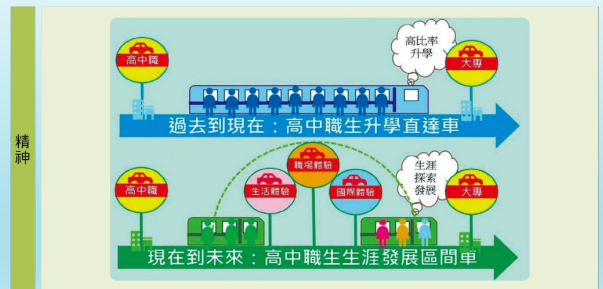 精神
高中職
高比率
升學
大專
過去到現在：高中職生升學直達車
高中職
生活體驗
職場體驗
國際體驗
生涯
探索
發展
大專
現在到未來：高中職生生涯發展區間車